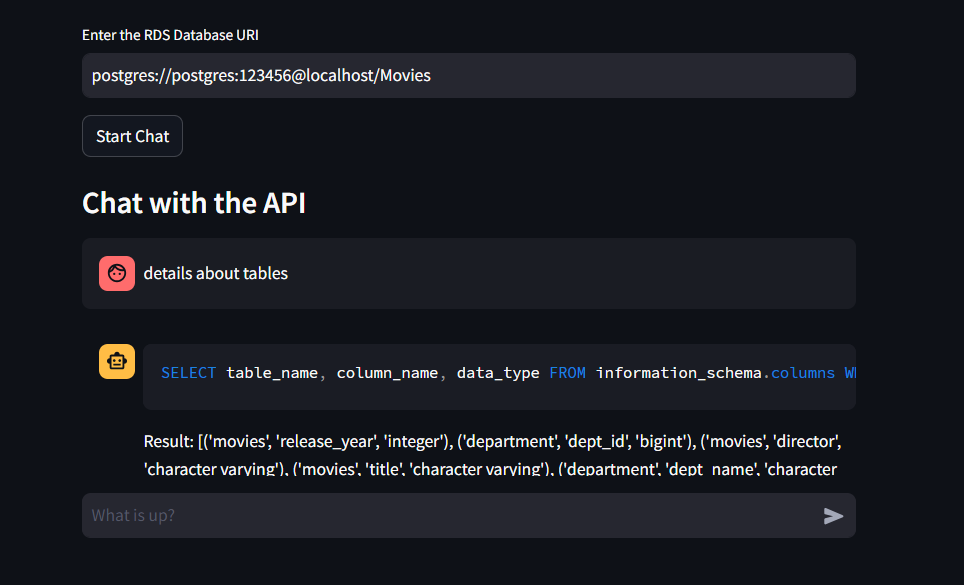 Enter the RDS Database URI
postgres://postgres:123456@localhost/Movies
Start Chat
Chat with the API
details about tables
SELECT table_name, column_name, data_type FROM information_schema.columns
Result: [('movies', 'release_year', 'integer'), ('department', 'dept_id', 'bigint'), ('movies', 'director',
'character varying'), ('movies', 'title', 'character varying'), ('department', 'dept_name', 'character
What is up?